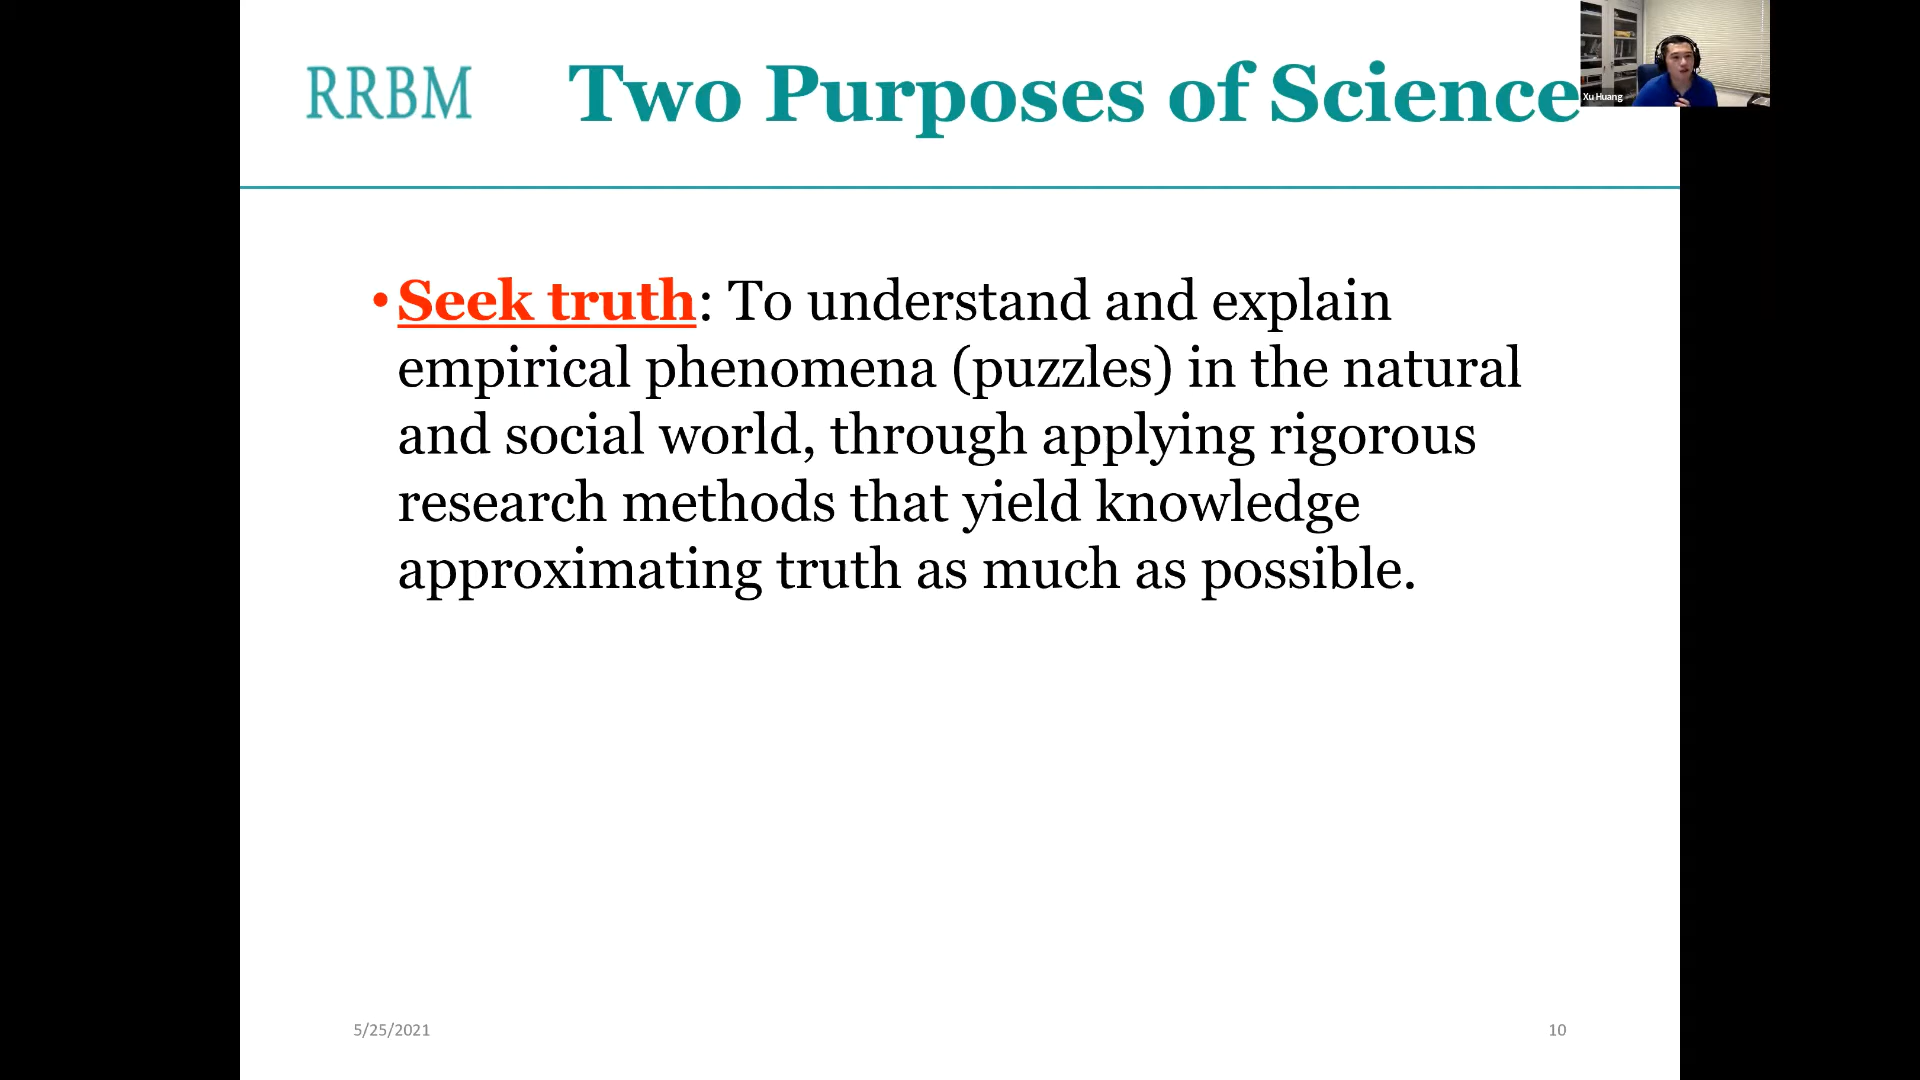 RRBM
Two Purposes of Science
Xu Huang
•Seek truth: To understand and explain
empirical phenomena (puzzles) in the natural
and social world, through applying rigorous
research methods that yield knowledge
approximating truth as much as possible.
5/25/2021
10